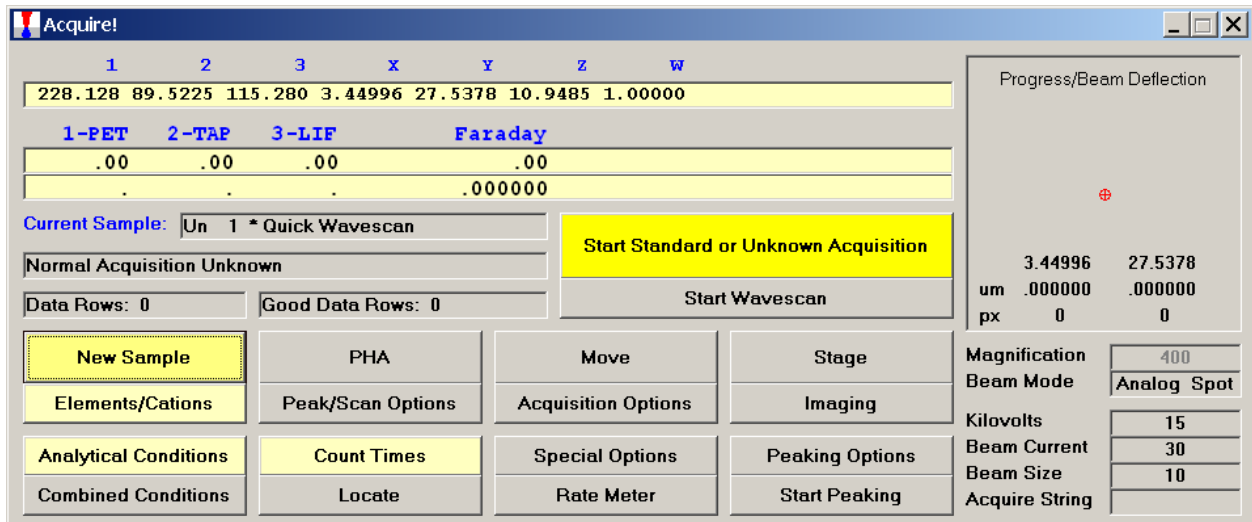 Acquire!
1 2 3 X Y Z W
228.128 89.5225 115.280 3.44996 27.5378 10.9485 1.00000
1-PET 2-TAP 3-LIF Faraday
.00 .00 .00 .00
. . . .000000
Current Sample: Un 1 * Quick Wavescan
Normal Acquisition Unknown
Data Rows: 0 Good Data Rows: 0
Start Standard or Unknown Acquisition
Start Wavescan
New Sample PHA Move Stage
Elements/Cations Peak/Scan Options Acquisition Options Imaging
Analytical Conditions Count Times Special Options Peaking Options
Combined Conditions Locate Rate Meter Start Peaking
Progress/Beam Deflection
3.44996 27.5378
um .000000 .000000
px 0 0
Magnification 400
Beam Mode Analog Spot
Kilovolts 15
Beam Current 30
Beam Size 10
Acquire String